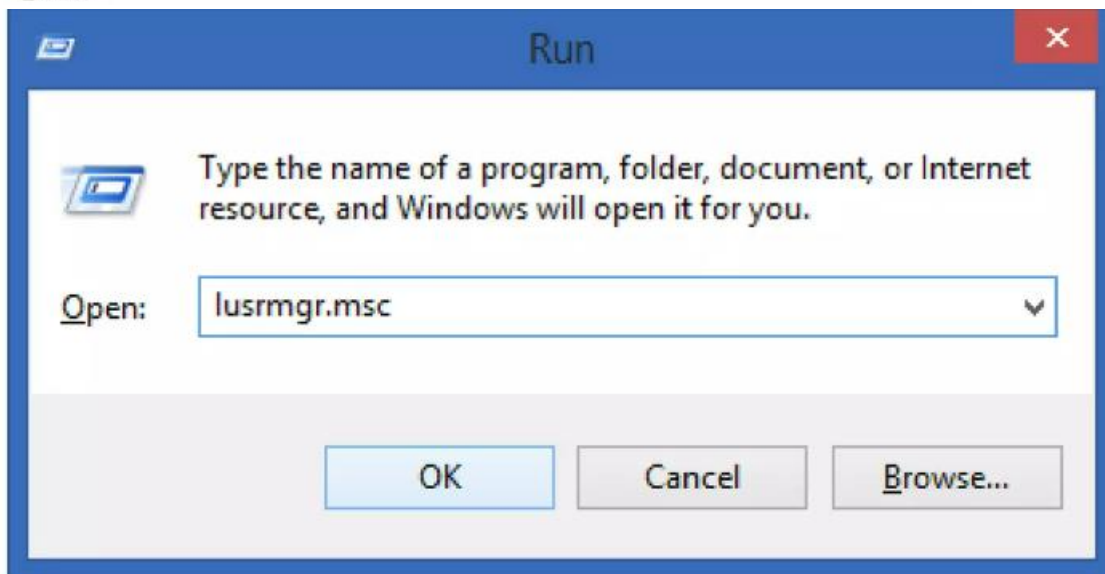 Run
Type the name of a program, folder, document, or Internet
resource, and Windows will open it for you.
Open: lusrmgr.msc
OK Cancel Browse...